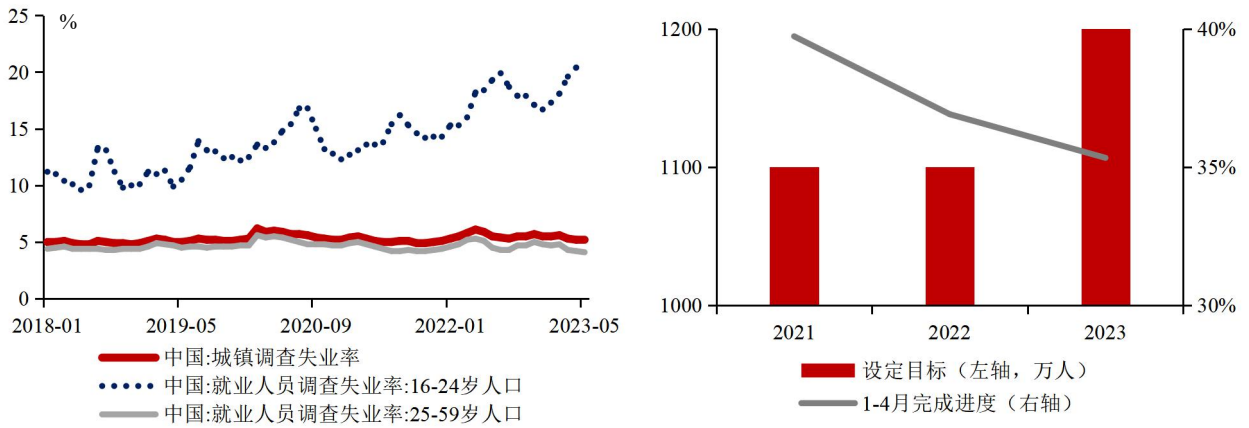 25
%
20
15
10
5
0
2018-01 2019-05 2020-09 2022-01 2023-05
中国:城镇调查失业率
中国:就业人员调查失业率:16-24岁人口
中国:就业人员调查失业率:25-59岁人口
1200 40%
1100 35%
1000 30%
2021 2022 2023
设定目标（左轴，万人）
1-4月完成进度（右轴）